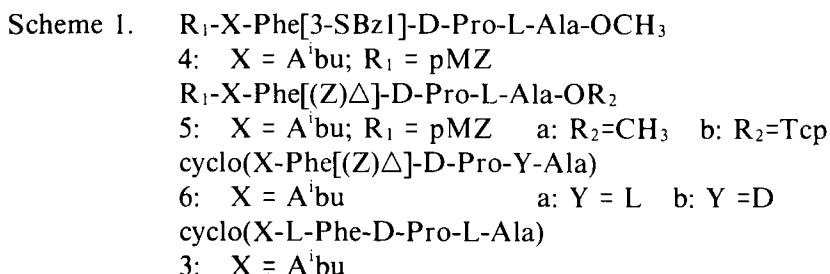 Scheme 1. R₁-X-Phe[3-SBzl]-D-Pro-L-Ala-OCH₃
4: X = Aⁱbu; R₁ = pMZ
R₁-X-Phe[(Z)△]-D-Pro-L-Ala-OR₂
5: X = Aⁱbu; R₁ = pMZ a: R₂=CH₃ b: R₂=Tcp
cyclo(X-Phe[(Z)△]-D-Pro-Y-Ala)
6: X = Aⁱbu a: Y = L b: Y =D
cyclo(X-L-Phe-D-Pro-L-Ala)
3: X = Aⁱbu